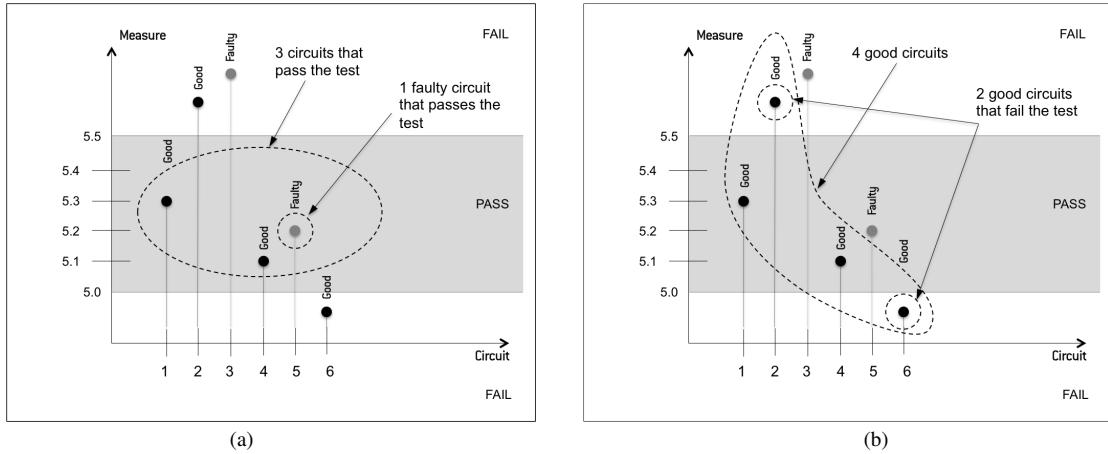 Measure
FAIL
3 circuits that
pass the test
Good
Faulty
1 faulty circuit
that passes the
test
5.5
Good
5.4
5.3
Faulty
PASS
5.2
Good
5.1
Good
5.0
Circuit
1 2 3 4 5 6
FAIL
(a)
Measure
FAIL
4 good circuits
Good
Faulty
2 good circuits
that fail the test
5.5
5.4
Good
5.3
Faulty
PASS
5.2
Good
Good
5.1
5.0
Circuit
1 2 3 4 5 6
FAIL
(b)